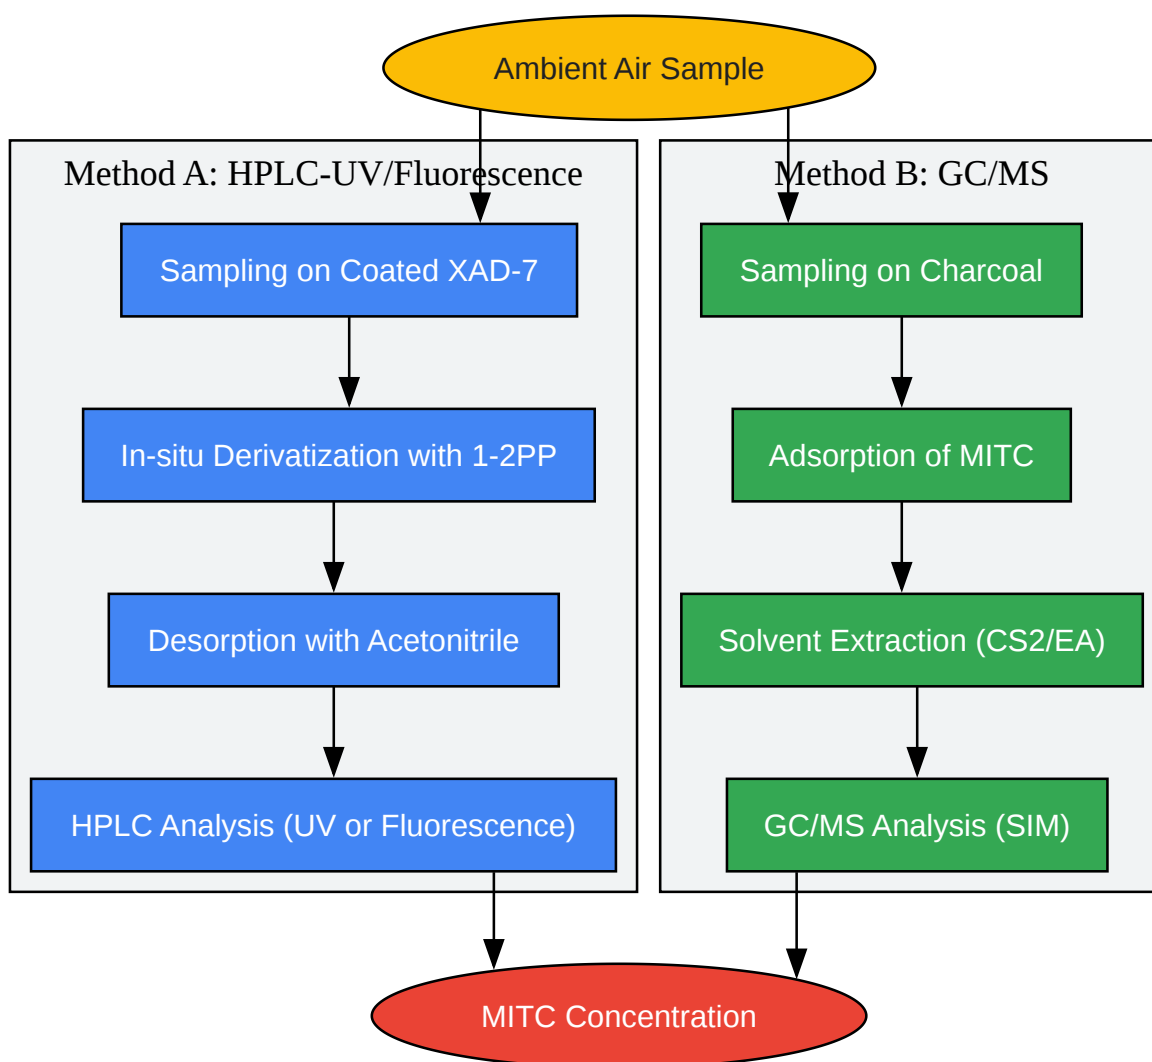 Ambient Air Sample
Method A: HPLC-UV/Fluorescence
Sampling on Coated XAD-7
In-situ Derivatization with 1-2PP
Desorption with Acetonitrile
HPLC Analysis (UV or Fluorescence)
Method B: GC/MS
Sampling on Charcoal
Adsorption of MITC
Solvent Extraction (CS2/EA)
GC/MS Analysis (SIM)
MITC Concentration